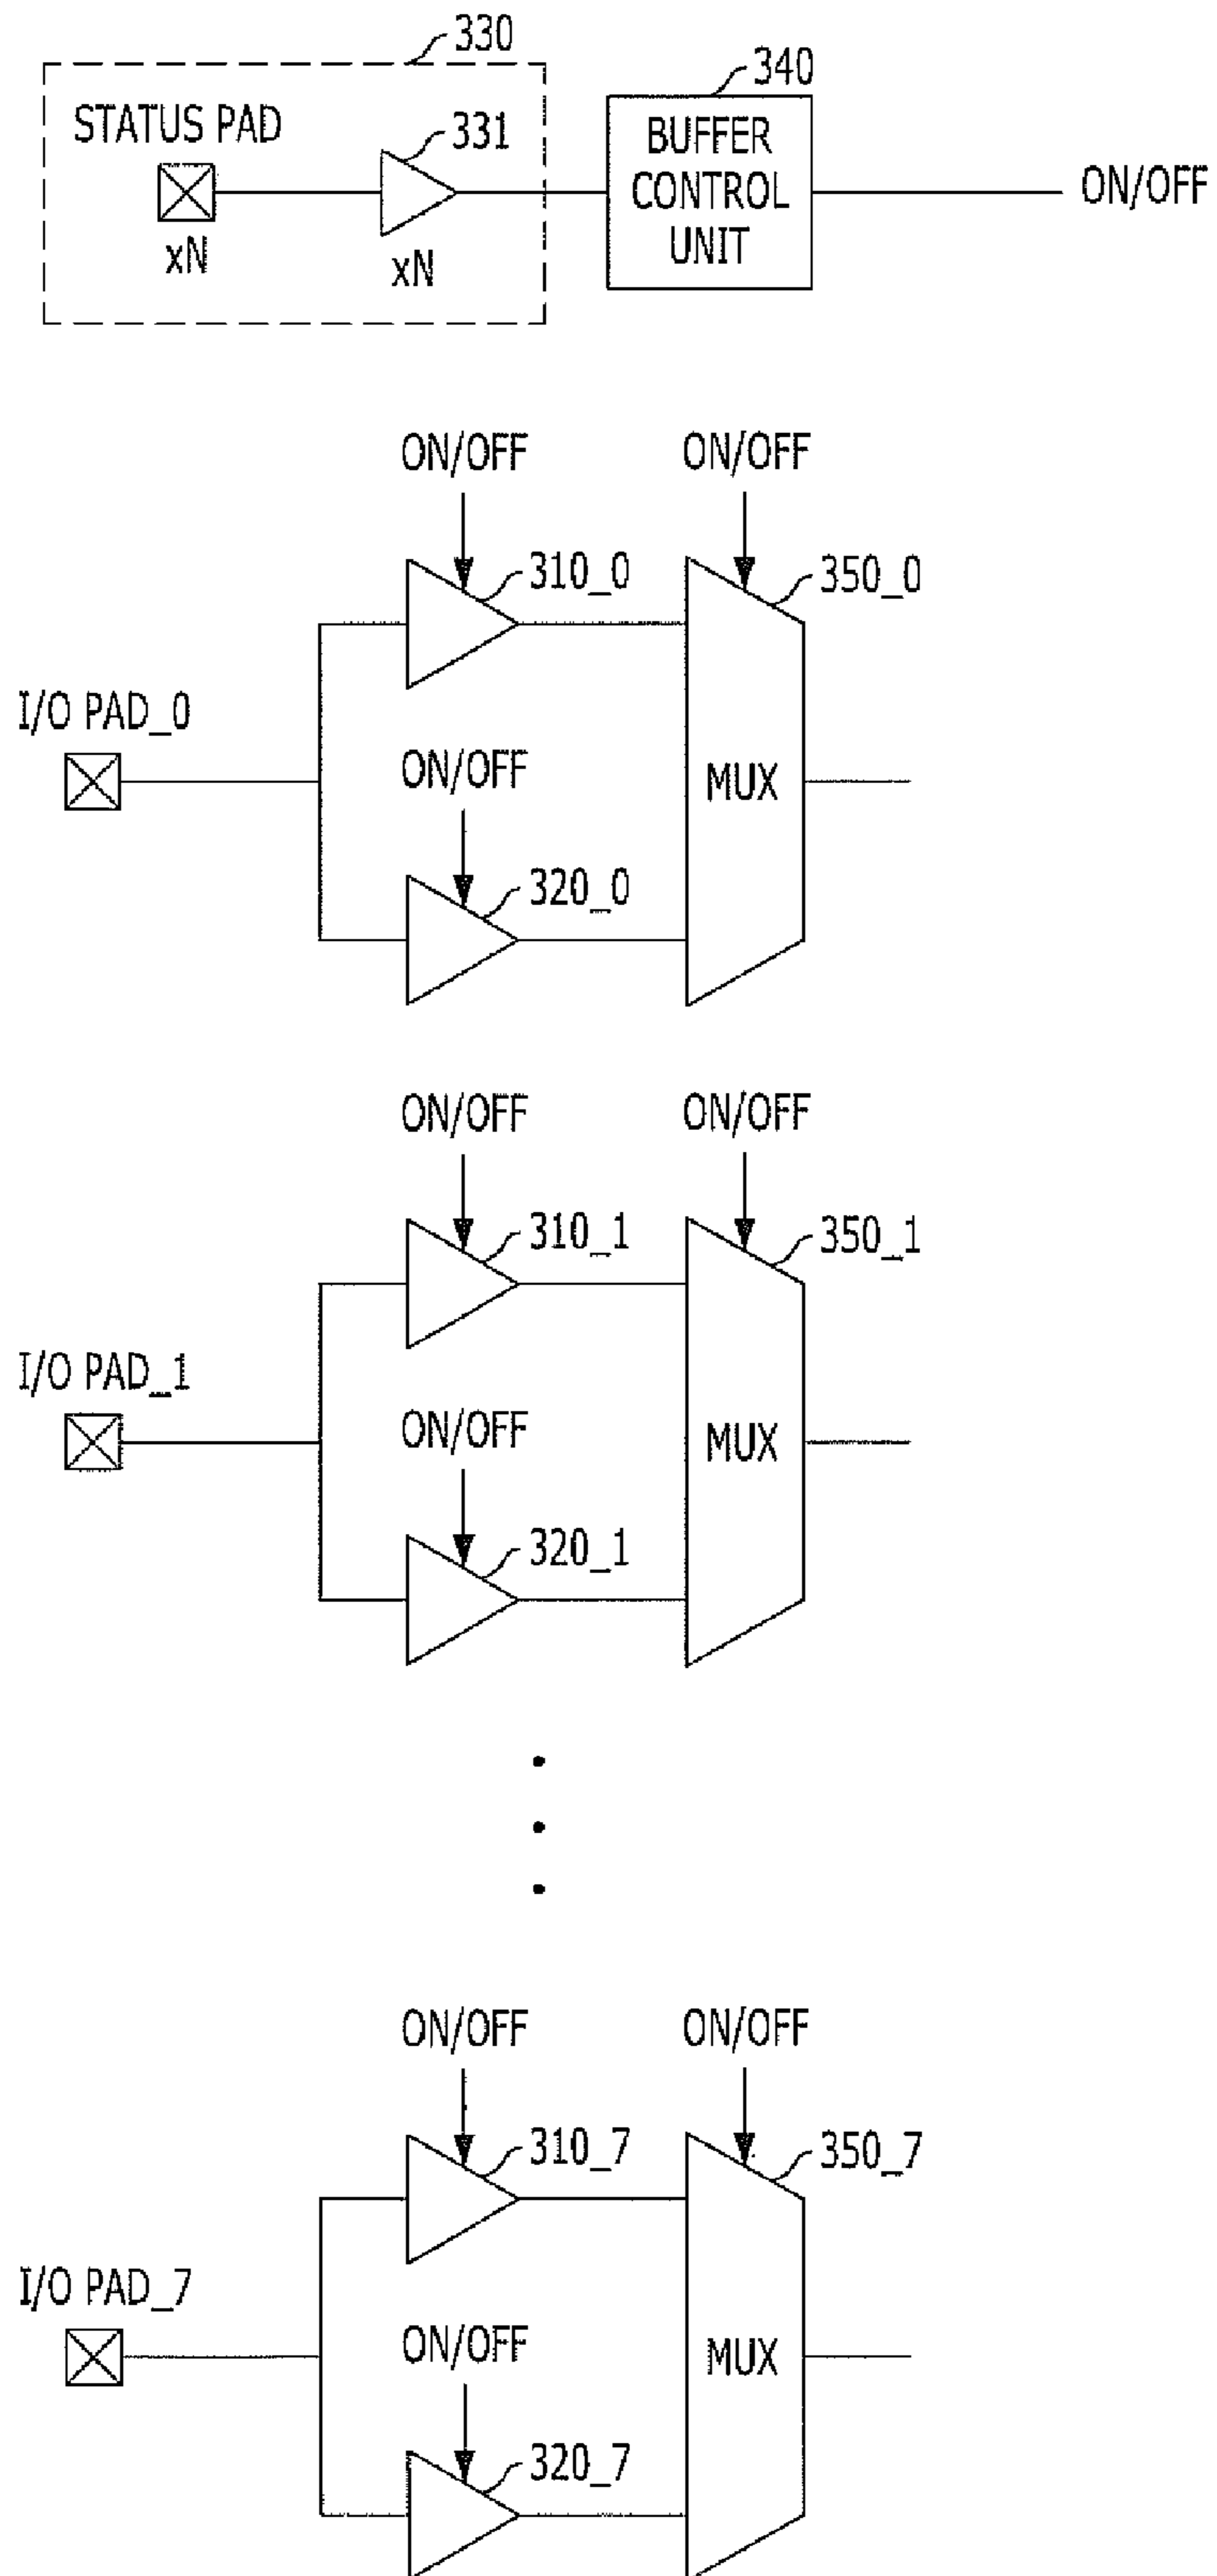 330
340
STATUS PAD
331
BUFFER
CONTROL
UNIT
ON/OFF
xN
xN
ON/OFF
ON/OFF
310_0
350_0
I/O PAD_0
ON/OFF
MUX
320_0
ON/OFF
ON/OFF
310_1
350_1
I/O PAD_1
ON/OFF
MUX
320_1
ON/OFF
ON/OFF
310_7
350_7
I/O PAD_7
ON/OFF
MUX
320_7